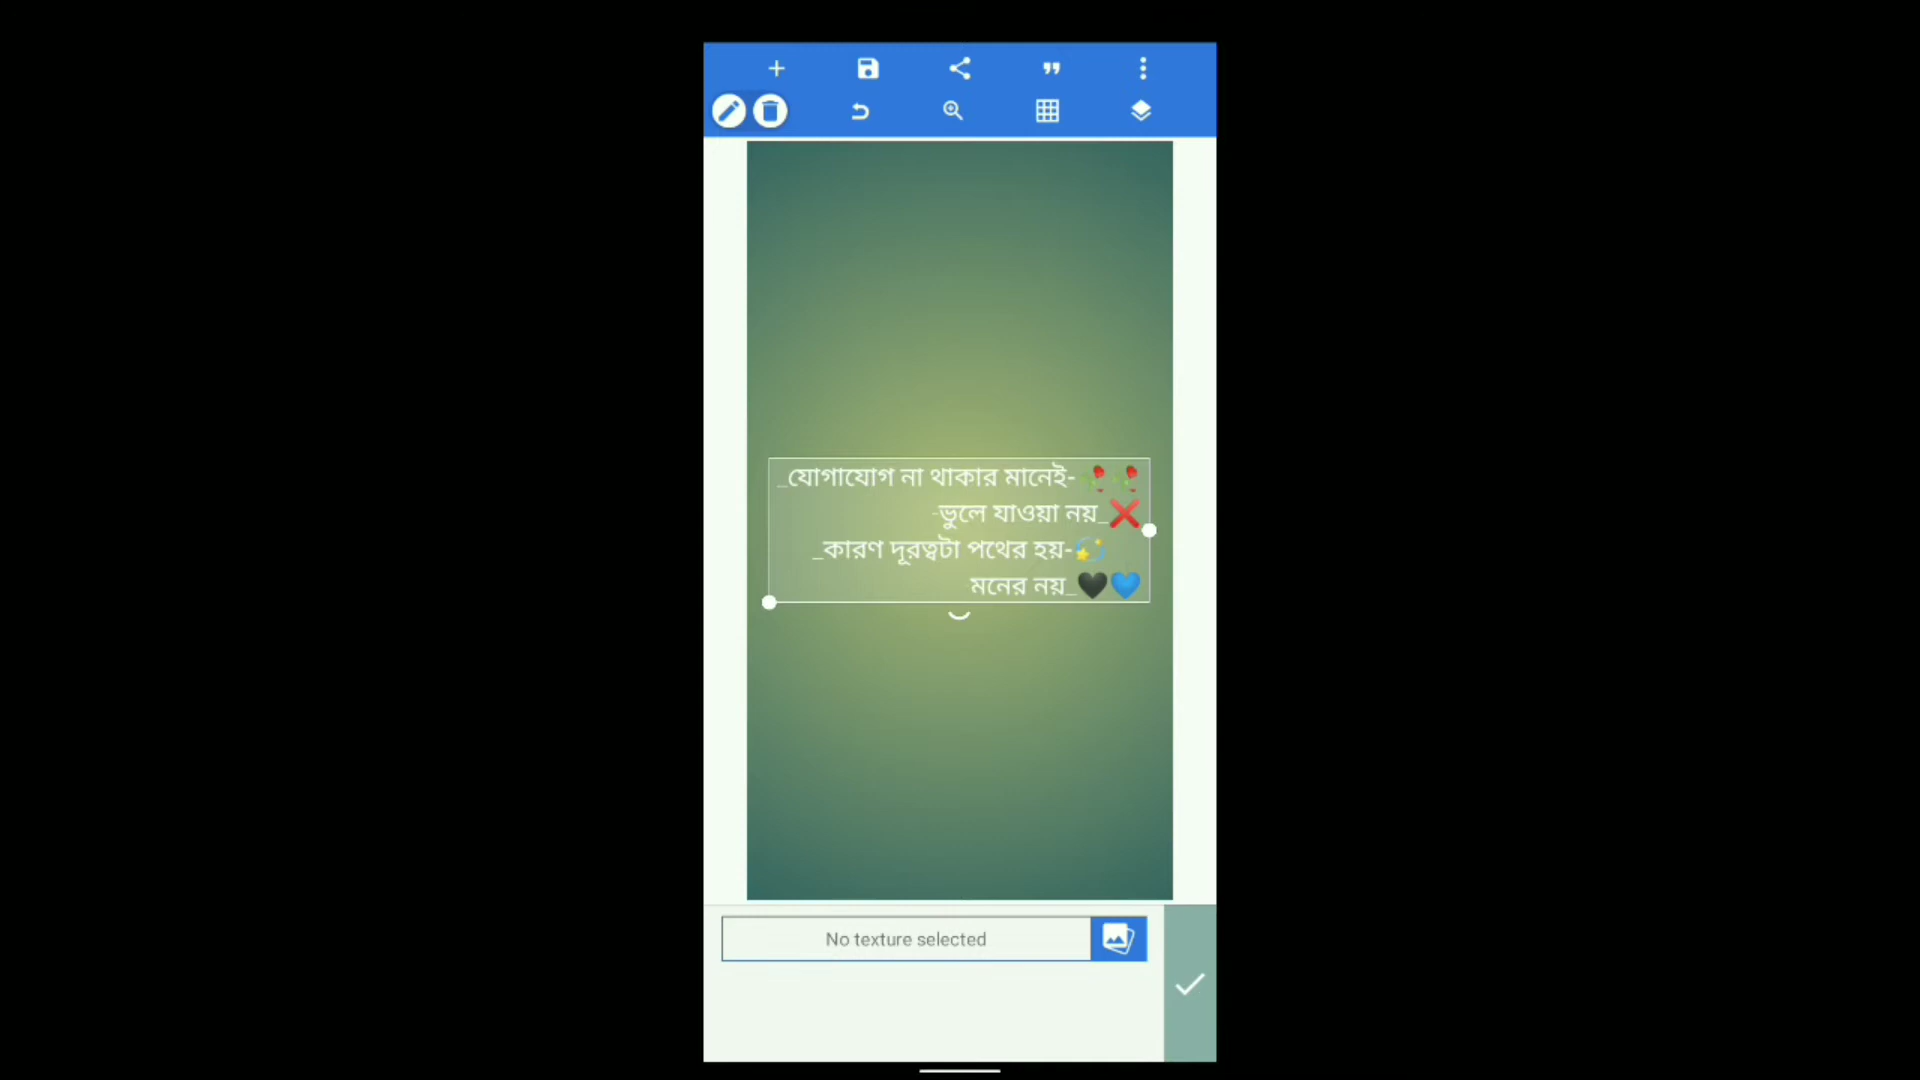 _যোগাযোগ না থাকার মানেই-🥀🥀
-ভুলে যাওয়া নয়_❌
_কারণ দূরত্বটা পথের হয়-💫
মনের নয়_🖤💙
No texture selected